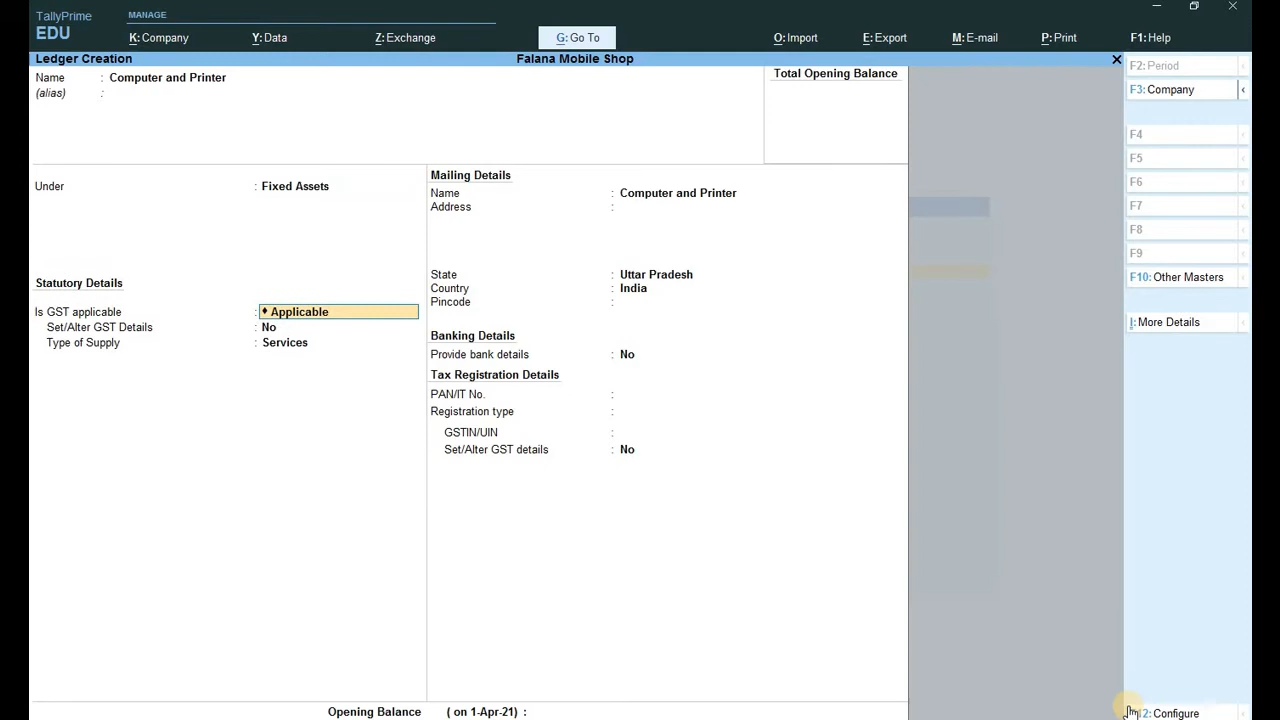 TallyPrime
EDU
MANAGE
K: Company
Y: Data
Z: Exchange
G: Go To
O: Import
E: Export
M: E-mail
P: Print
F1: Help
Ledger Creation
Falana Mobile Shop
Name : Computer and Printer
(alias) :
Total Opening Balance
Under : Fixed Assets
Statutory Details
Is GST applicable : ♦ Applicable
Set/Alter GST Details : No
Type of Supply : Services
Mailing Details
Name : Computer and Printer
Address :
State : Uttar Pradesh
Country : India
Pincode :
Banking Details
Provide bank details : No
Tax Registration Details
PAN/IT No. :
Registration type :
GSTIN/UIN :
Set/Alter GST details : No
Opening Balance ( on 1-Apr-21) :
F2: Period
F3: Company
F4
F5
F6
F7
F8
F9
F10: Other Masters
I: More Details
2: Configure